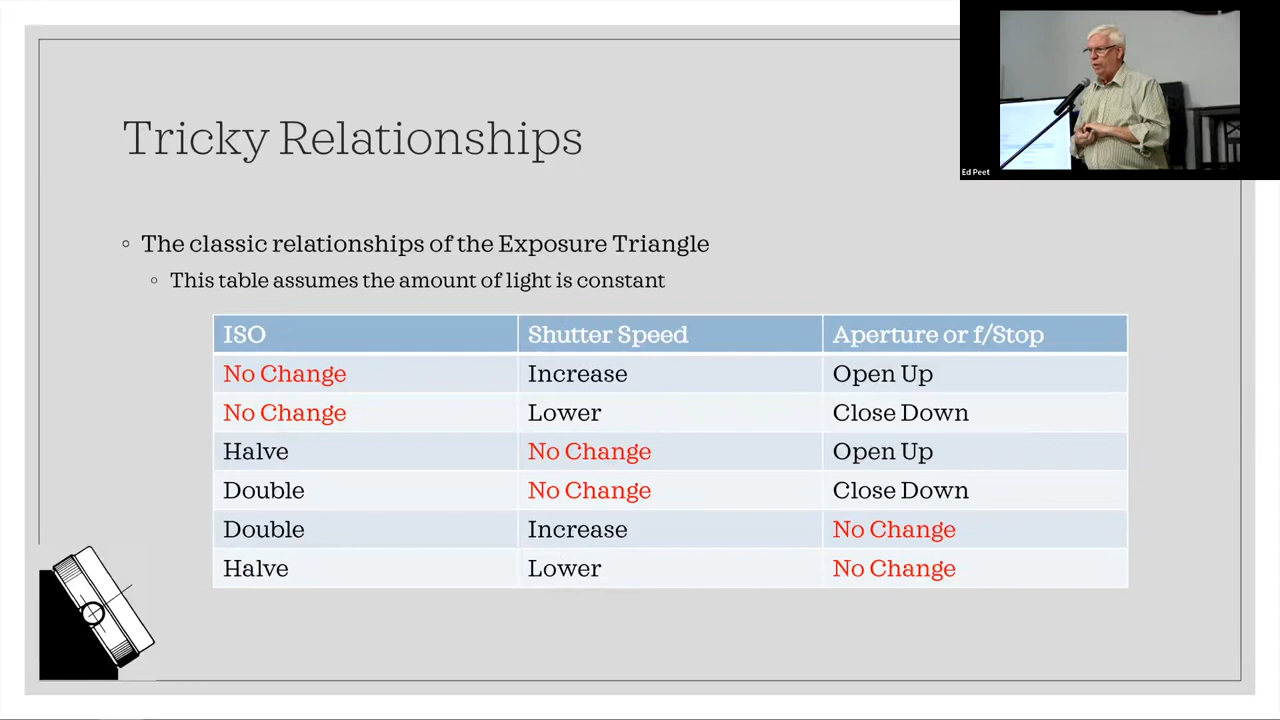 Tricky Relationships
Ed Peet
The classic relationships of the Exposure Triangle
This table assumes the amount of light is constant
ISO Shutter Speed Aperture or f/Stop
No Change Increase Open Up
No Change Lower Close Down
Halve No Change Open Up
Double No Change Close Down
Double Increase No Change
Halve Lower No Change